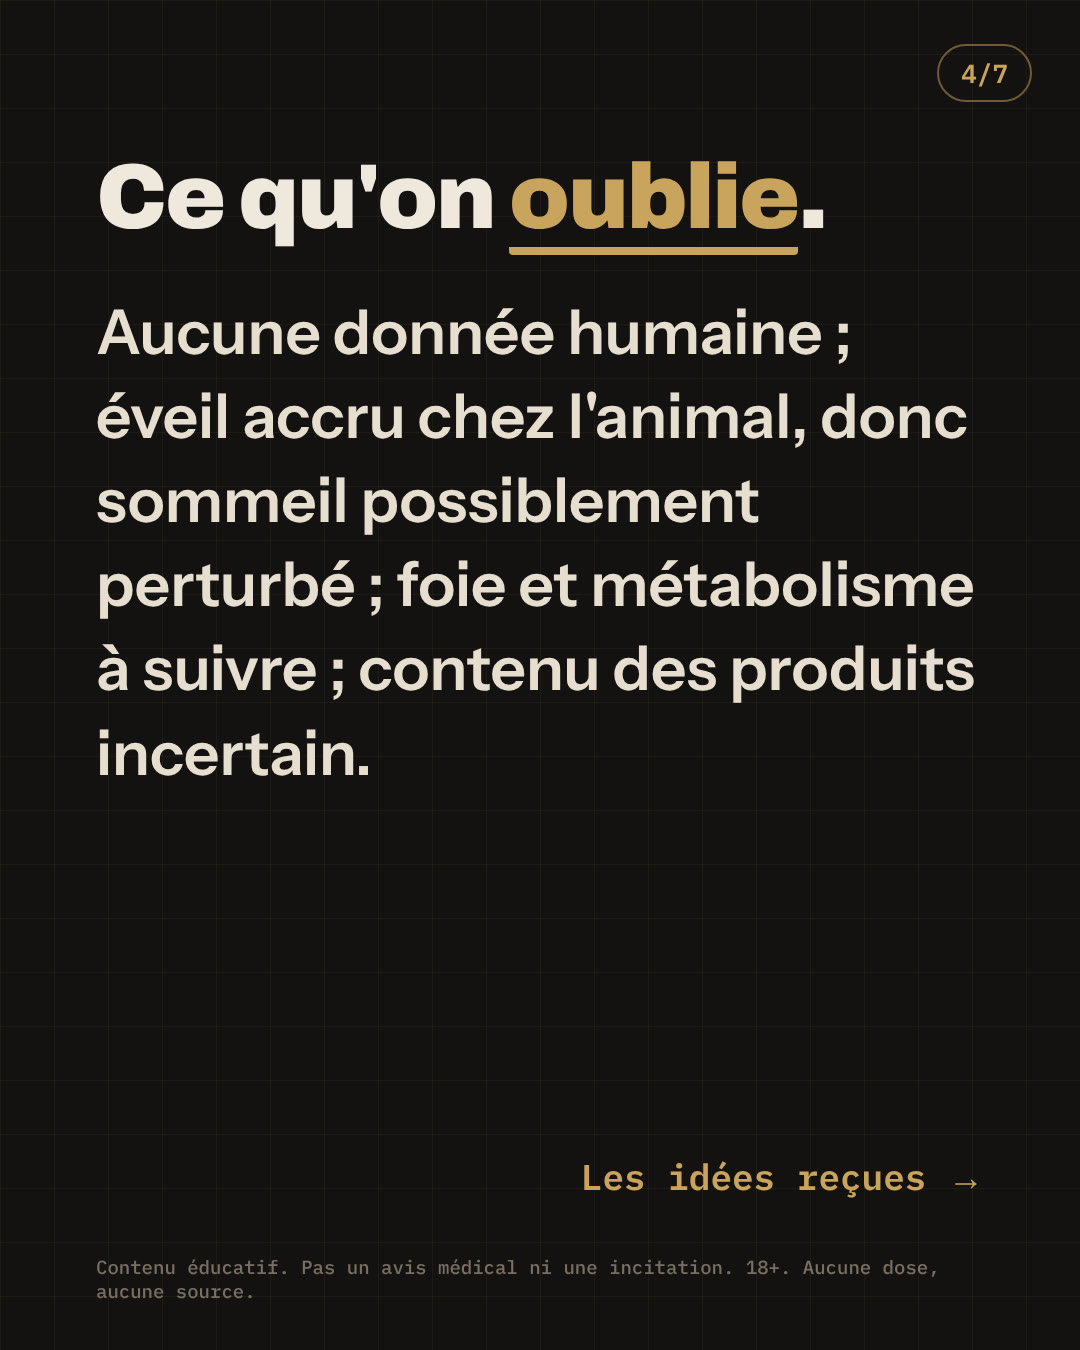 4/7
Ce qu'on oublie.
Aucune donnée humaine ;
éveil accru chez l'animal, donc
sommeil possiblement
perturbé ; foie et métabolisme
à suivre ; contenu des produits
incertain.
Les idées reçues →
Contenu éducatif. Pas un avis médical ni une incitation. 18+. Aucune dose,
aucune source.